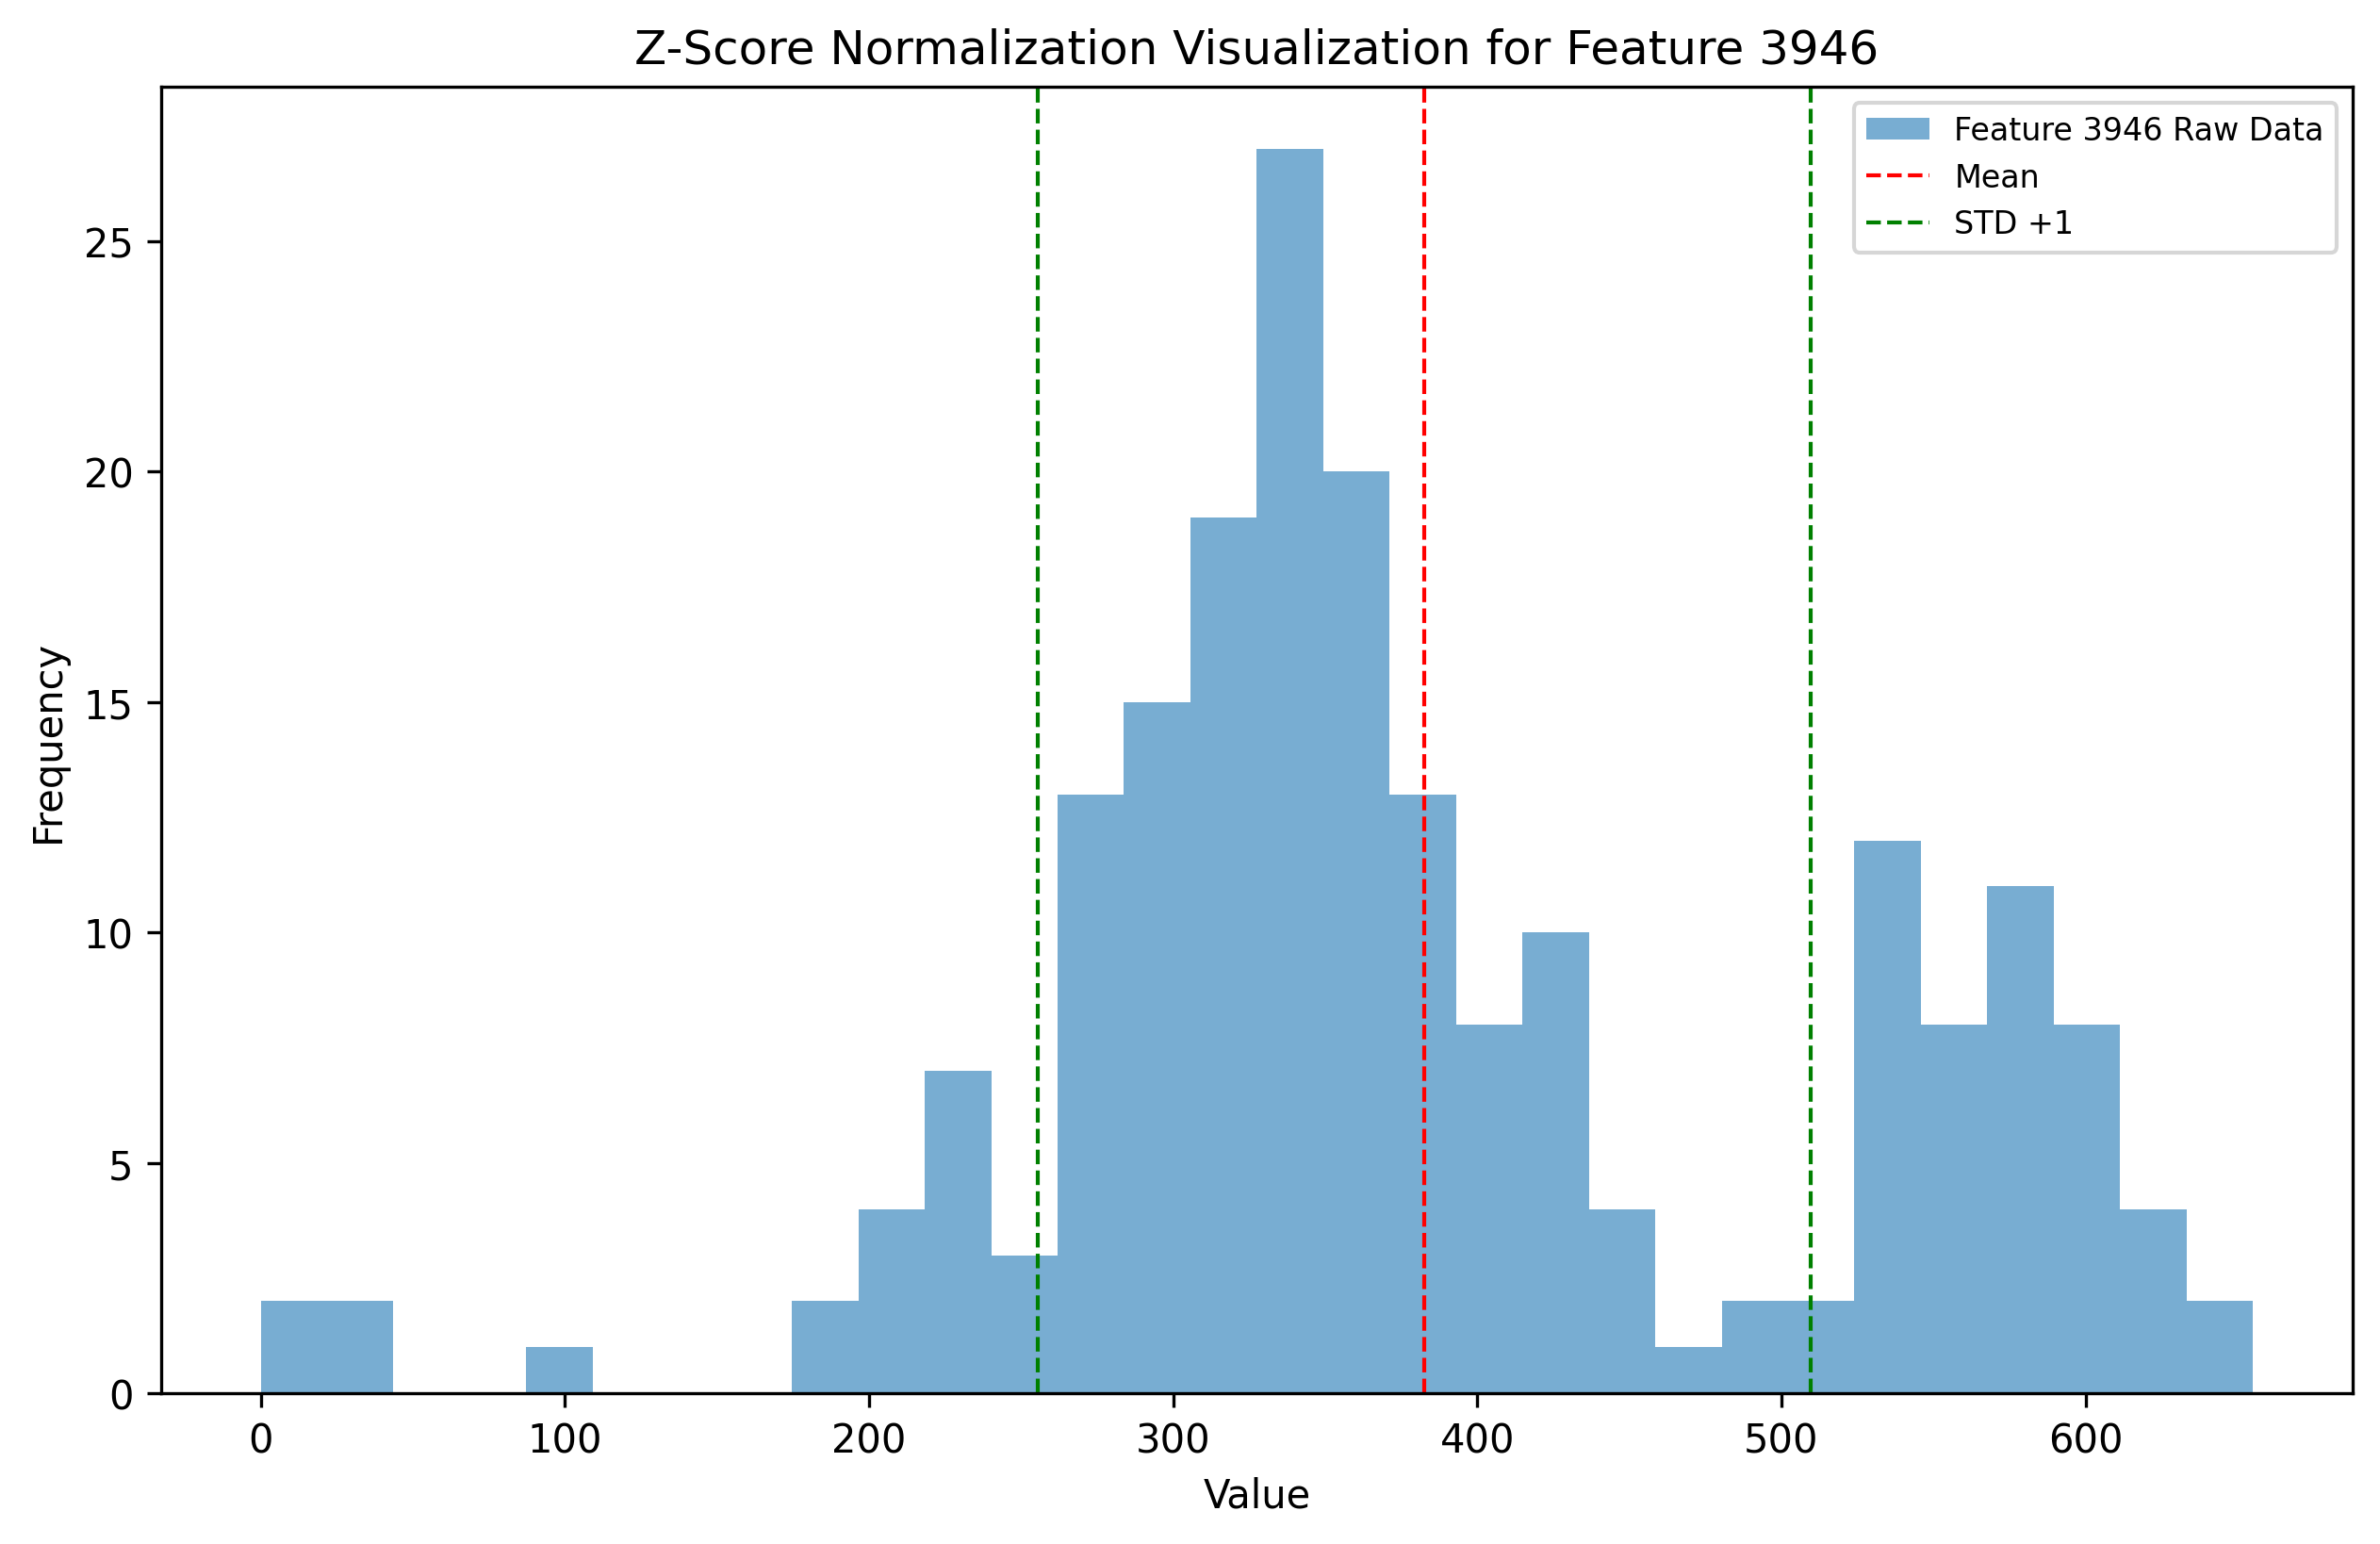 Z-Score Normalization Visualization for Feature 3946
Feature 3946 Raw Data
Mean
STD +1
25
20
15
10
5
0
Frequency
0 100 200 300 400 500 600
Value